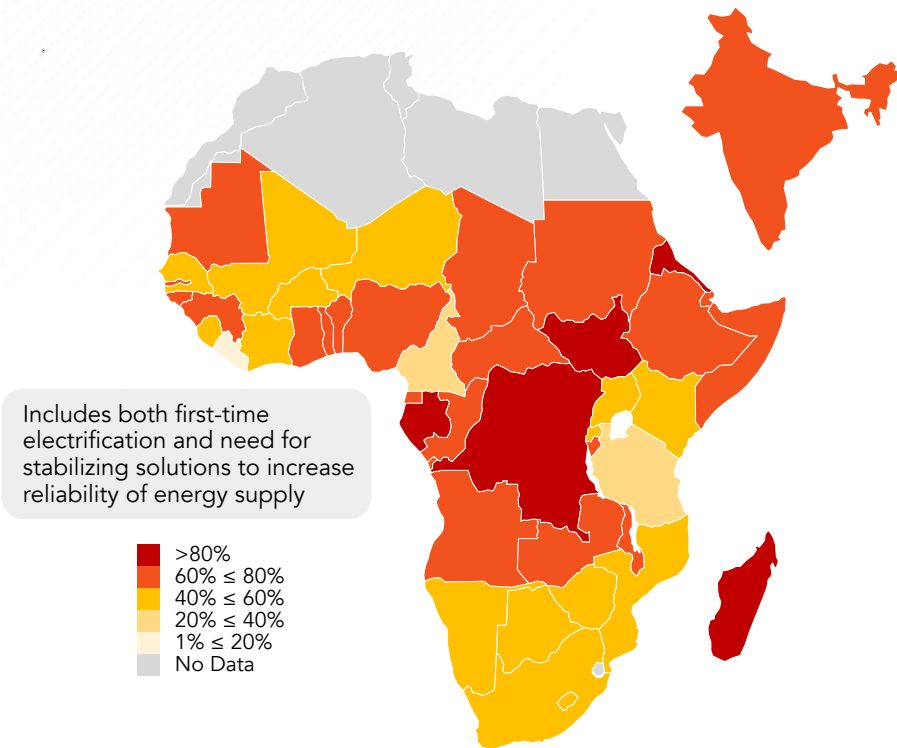 Includes both first-time
electrification and need for
stabilizing solutions to increase
reliability of energy supply
>80%
60% ≤ 80%
40% ≤ 60%
20% ≤ 40%
1% ≤ 20%
No Data